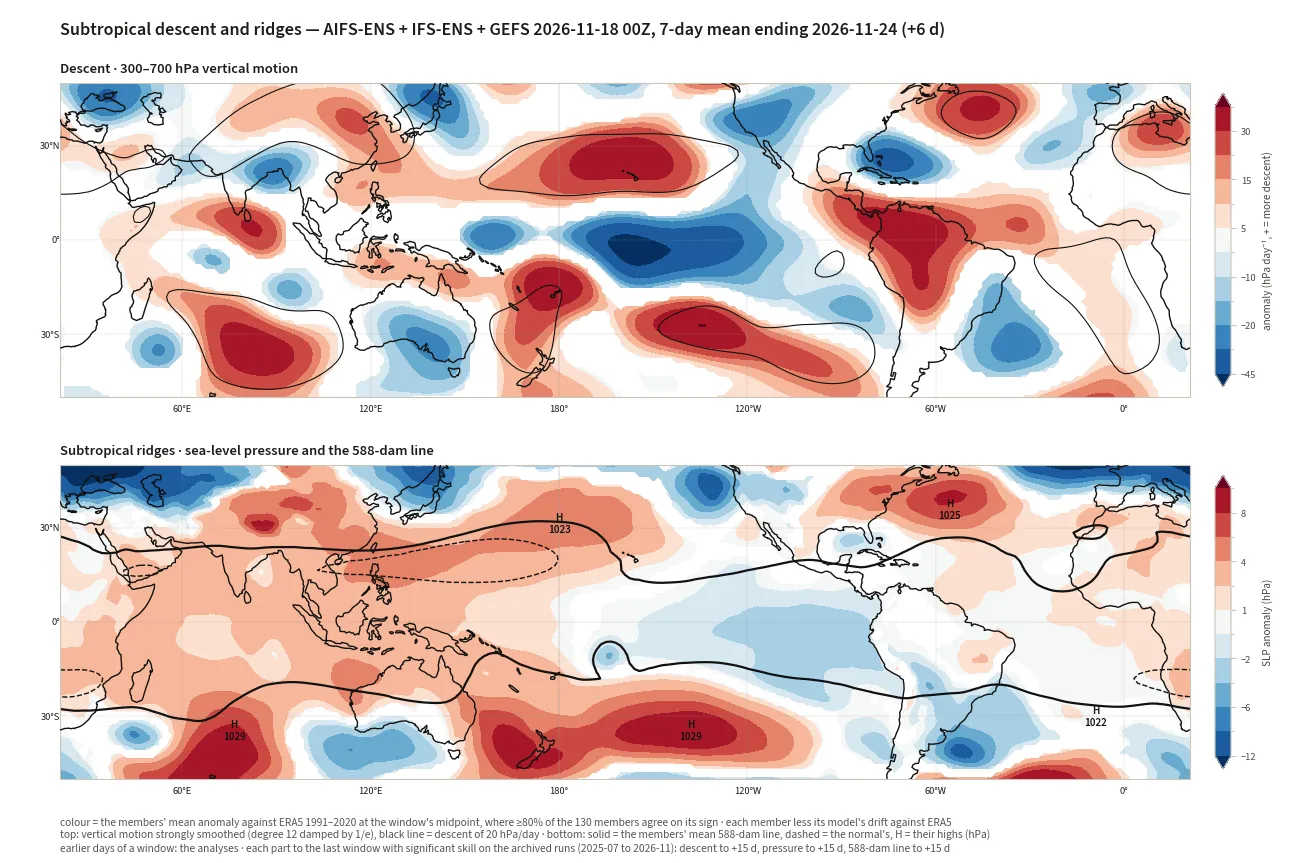 Subtropical descent and ridges — AIFS-ENS + IFS-ENS + GEFS 2026-11-18 00Z, 7-day mean ending 2026-11-24 (+6 d)
Descent · 300–700 hPa vertical motion
30°N
0°
30°S
60°E
120°E
180°
120°W
60°W
0°
30
15
5
−10
−20
−45
anomaly (hPa day⁻¹, + = more descent)
Subtropical ridges · sea-level pressure and the 588-dam line
H
1023
H
1025
H
1029
H
1029
H
1022
30°N
0°
30°S
60°E
120°E
180°
120°W
60°W
0°
8
4
1
−2
−6
−12
SLP anomaly (hPa)
colour = the members' mean anomaly against ERA5 1991–2020 at the window's midpoint, where ≥80% of the 130 members agree on its sign · each member less its model's drift against ERA5
top: vertical motion strongly smoothed (degree 12 damped by 1/e), black line = descent of 20 hPa/day · bottom: solid = the members' mean 588-dam line, dashed = the normal's, H = their highs (hPa)
earlier days of a window: the analyses · each part to the last window with significant skill on the archived runs (2025-07 to 2026-11): descent to +15 d, pressure to +15 d, 588-dam line to +15 d